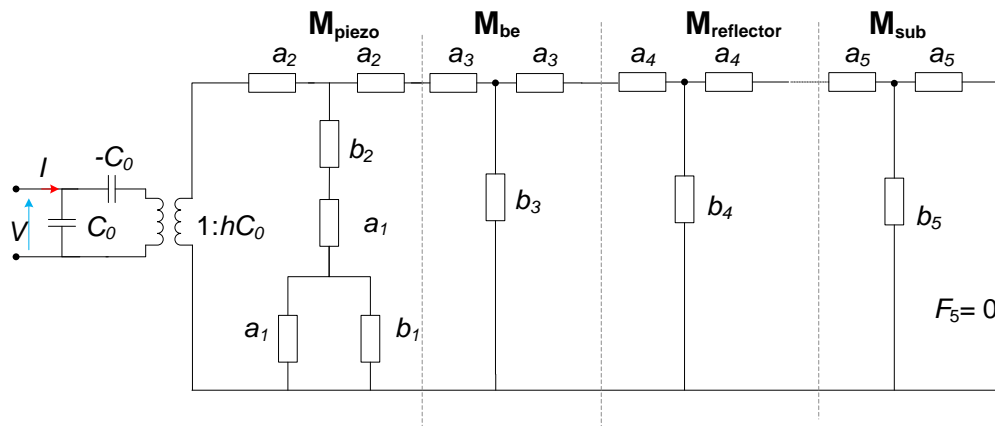 M_piezo M_be M_reflector M_sub
a_2 a_2 a_3 a_3 a_4 a_4 a_5 a_5
b_2
I -C_0
b_3 b_4 b_5
V C_0 1:hC_0 a_1
a_1 b_1 F_5= 0